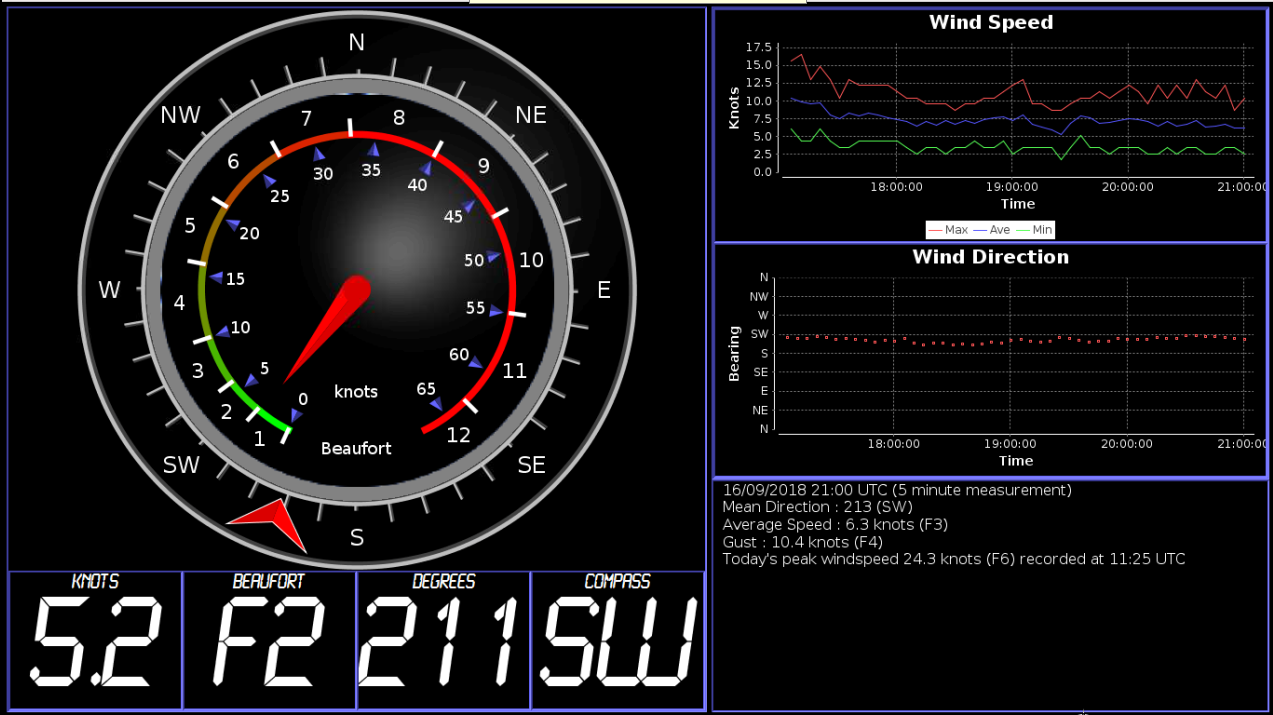 N
NE
E
SE
S
SW
W
NW
1
2
3
4
5
6
7
8
9
10
11
12
0
5
10
15
20
25
30
35
40
45
50
55
60
65
knots
Beaufort
KNOTS
5.2
BEAUFORT
F2
DEGREES
211
COMPASS
SW
Wind Speed
Knots
17.5
15.0
12.5
10.0
7.5
5.0
2.5
0.0
18:00:00 19:00:00 20:00:00 21:00:00
Time
Max Ave Min
Wind Direction
Bearing
N
NW
W
SW
S
SE
E
NE
N
18:00:00 19:00:00 20:00:00 21:00:00
Time
16/09/2018 21:00 UTC (5 minute measurement)
Mean Direction : 213 (SW)
Average Speed : 6.3 knots (F3)
Gust : 10.4 knots (F4)
Today's peak windspeed 24.3 knots (F6) recorded at 11:25 UTC